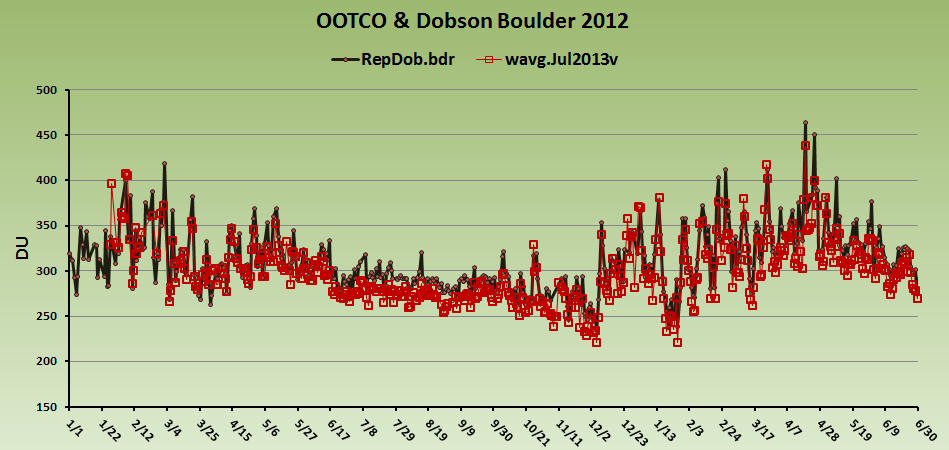 OOTCO & Dobson Boulder 2012
RepDob.bdr wavg.Jul2013v
500
450
400
350
300
250
200
150
DU
1/1 1/22 2/12 3/4 3/25 4/15 5/6 5/27 6/17 7/8 7/29 8/19 9/9 9/30 10/21 11/11 12/2 12/23 1/13 2/3 2/24 3/17 4/7 4/28 5/19 6/9 6/30